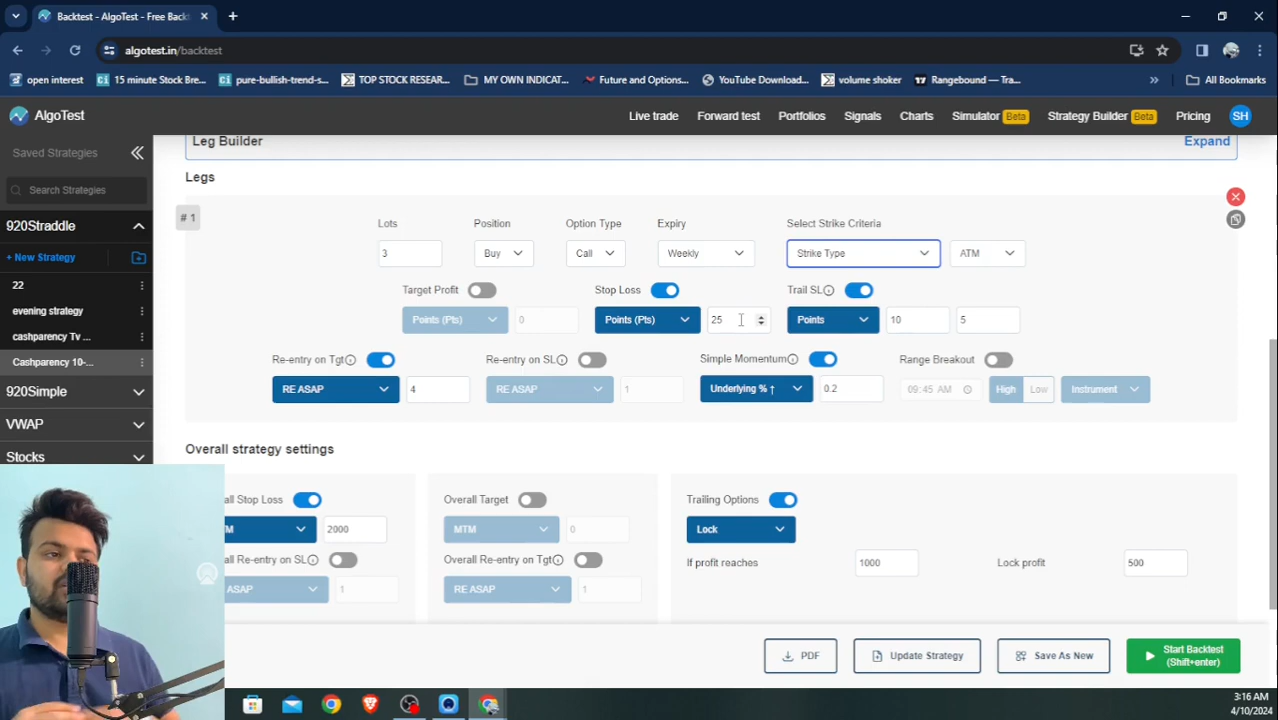 Backtest - AlgoTest - Free Back
algotest.in/backtest
open interest 15 minute Stock Bre... pure-bullish-trend-s... TOP STOCK RESEAR... MY OWN INDICAT... Future and Options... YouTube Download... volume shoker Rangebound — Tra... » All Bookmarks
AlgoTest Live trade Forward test Portfolios Signals Charts Simulator Beta Strategy Builder Beta Pricing SH
Saved Strategies
Search Strategies
920Straddle
+ New Strategy
22
evening strategy
cashparency Tv ...
Cashparency 10-...
920Simple
VWAP
Stocks
Leg Builder Expand
Legs
# 1
Lots Position Option Type Expiry Select Strike Criteria
3 Buy Call Weekly Strike Type ATM
Target Profit Stop Loss Trail SL
Points (Pts) 0 Points (Pts) 25 Points 10 5
Re-entry on Tgt Re-entry on SL Simple Momentum Range Breakout
RE ASAP 4 RE ASAP 1 Underlying % ↑ 0.2 09:45 AM High Low Instrument
Overall strategy settings
all Stop Loss Overall Target Trailing Options
M 2000 MTM 0 Lock
all Re-entry on SL Overall Re-entry on Tgt If profit reaches 1000 Lock profit 500
ASAP 1 RE ASAP 1
PDF Update Strategy Save As New Start Backtest
(Shift+enter)
3:16 AM
4/10/2024